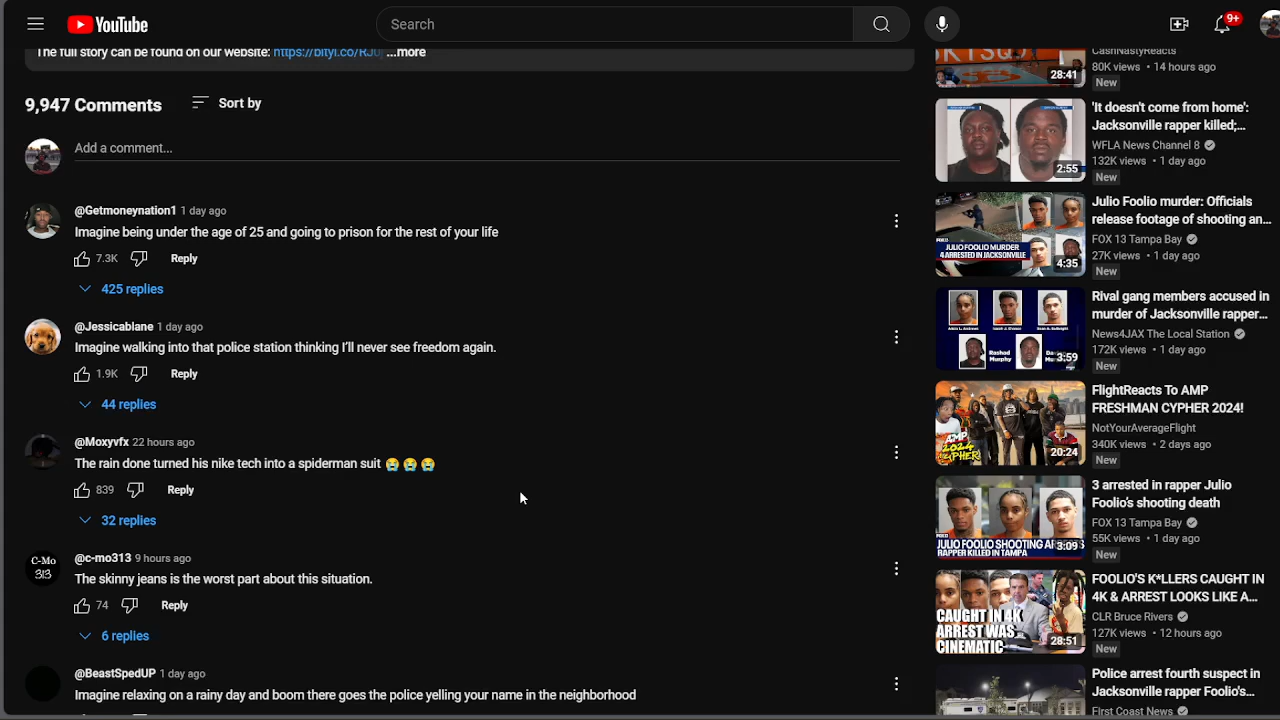 YouTube
Search
9+
The full story can be found on our website: https://bityl.co/RJ ...more
9,947 Comments
Sort by
Add a comment...
@Getmoneynation1 1 day ago
Imagine being under the age of 25 and going to prison for the rest of your life
7.3K Reply
425 replies
@Jessicablane 1 day ago
Imagine walking into that police station thinking I'll never see freedom again.
1.9K Reply
44 replies
@Moxyvfx 22 hours ago
The rain done turned his nike tech into a spiderman suit 😭 😭 😭
839 Reply
32 replies
C-Mo
313
@c-mo313 9 hours ago
The skinny jeans is the worst part about this situation.
74 Reply
6 replies
@BeastSpedUP 1 day ago
Imagine relaxing on a rainy day and boom there goes the police yelling your name in the neighborhood
28:41
CashNastyReacts
80K views • 14 hours ago
New
2:55
'It doesn't come from home':
Jacksonville rapper killed;...
WFLA News Channel 8
132K views • 1 day ago
New
JULIO FOOLIO MURDER
4 ARRESTED IN JACKSONVILLE
4:35
Julio Foolio murder: Officials
release footage of shooting an...
FOX 13 Tampa Bay
27K views • 1 day ago
New
Rashad
Murphy
3:59
Rival gang members accused in
murder of Jacksonville rapper...
News4JAX The Local Station
172K views • 1 day ago
New
AMP
2024
CYPHER!
20:24
FlightReacts To AMP
FRESHMAN CYPHER 2024!
NotYourAverageFlight
340K views • 2 days ago
New
JULIO FOOLIO SHOOTING
RAPPER KILLED IN TAMPA
3:09
3 arrested in rapper Julio
Foolio's shooting death
FOX 13 Tampa Bay
55K views • 1 day ago
New
CAUGHT IN 4K
ARREST WAS
CINEMATIC
28:51
FOOLIO'S K*LLERS CAUGHT IN
4K & ARREST LOOKS LIKE A...
CLR Bruce Rivers
127K views • 12 hours ago
New
Police arrest fourth suspect in
Jacksonville rapper Foolio's...
First Coast News